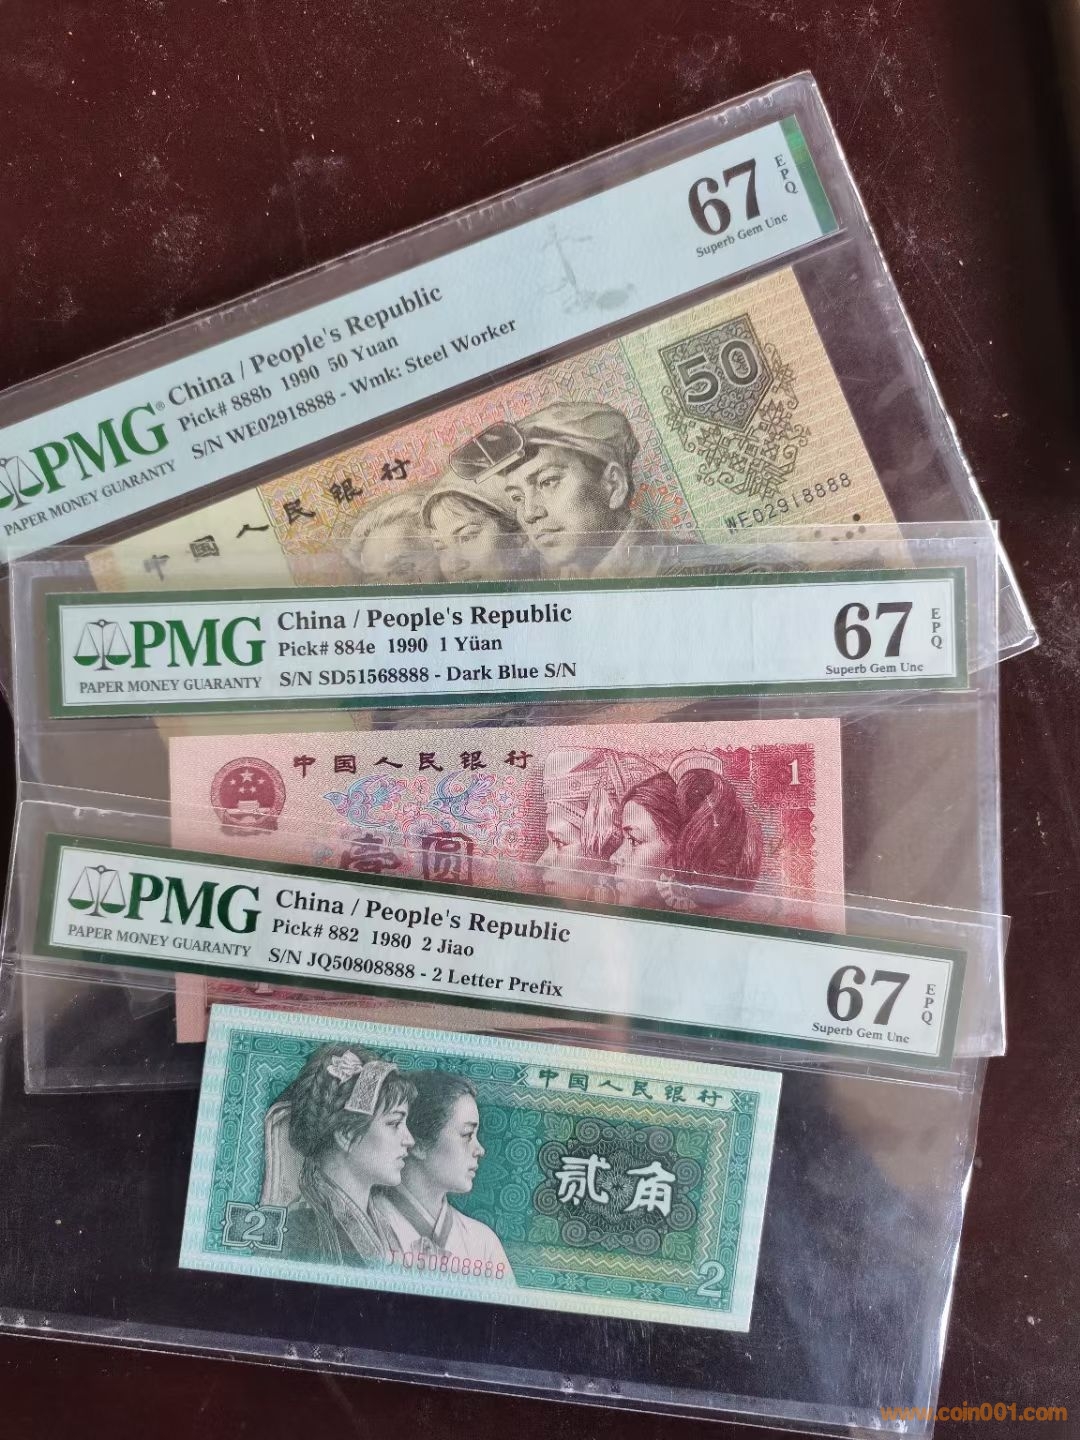 China / People's Republic
Pick# 888b 1990 50 Yuan
S/N WE02918888 - Wmk: Steel Worker
PMG®
PAPER MONEY GUARANTY
67
EPQ
Superb Gem Unc
中国人民银行
50
WE02918888
PMG
PAPER MONEY GUARANTY
China / People's Republic
Pick# 884e 1990 1 Yüan
S/N SD51568888 - Dark Blue S/N
67
EPQ
Superb Gem Unc
中国人民银行
1
壹圆
PMG
PAPER MONEY GUARANTY
China / People's Republic
Pick# 882 1980 2 Jiao
S/N JQ50808888 - 2 Letter Prefix
67
EPQ
Superb Gem Unc
中国人民银行
贰角
2
JQ50808888
2
www.coin001.com